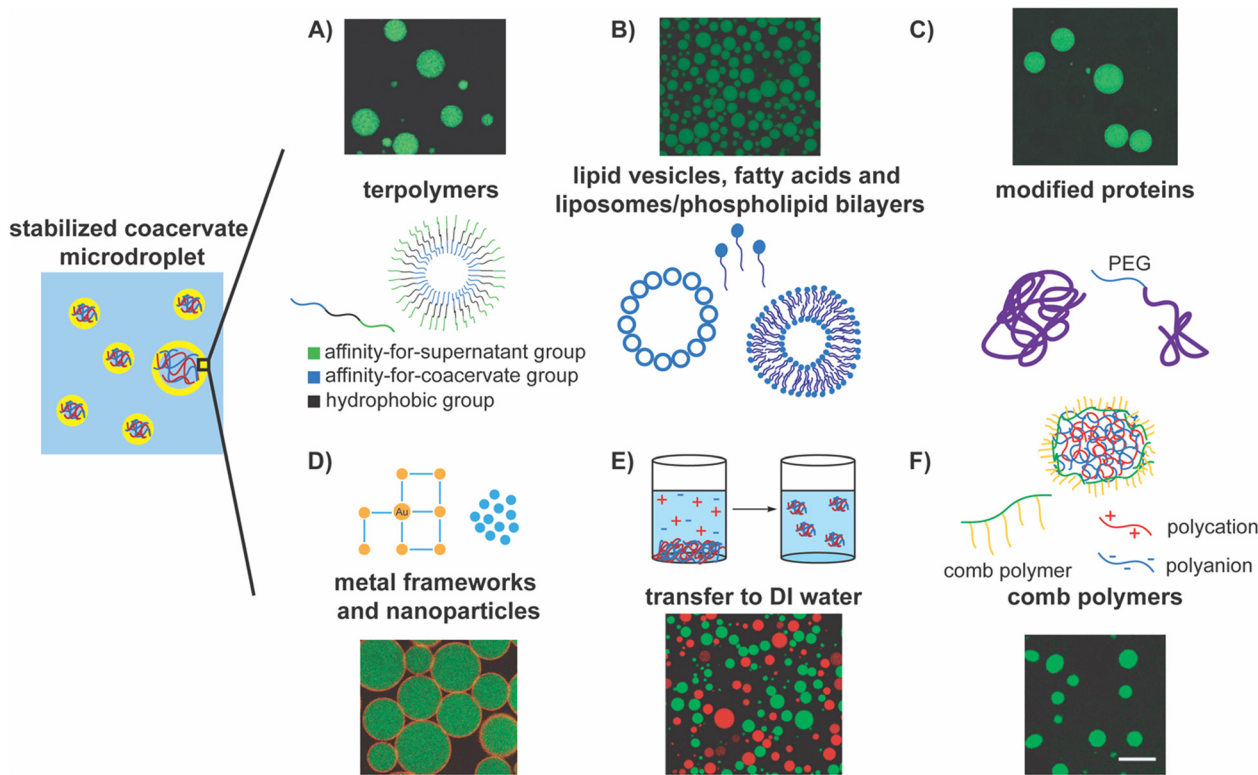 stabilized coacervate
microdroplet
A)
terpolymers
affinity-for-supernatant group
affinity-for-coacervate group
hydrophobic group
B)
lipid vesicles, fatty acids and
liposomes/phospholipid bilayers
C)
modified proteins
PEG
D)
Au
metal frameworks
and nanoparticles
E)
+ - + - + - + -
transfer to DI water
F)
comb polymer
+ +
polycation
- - - -
polyanion
comb polymers